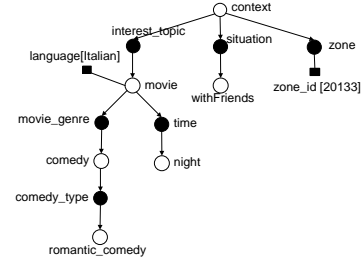 context
interest_topic
situation
zone
language[Italian]
movie
zone_id [20133]
withFriends
movie_genre
time
comedy
night
comedy_type
romantic_comedy